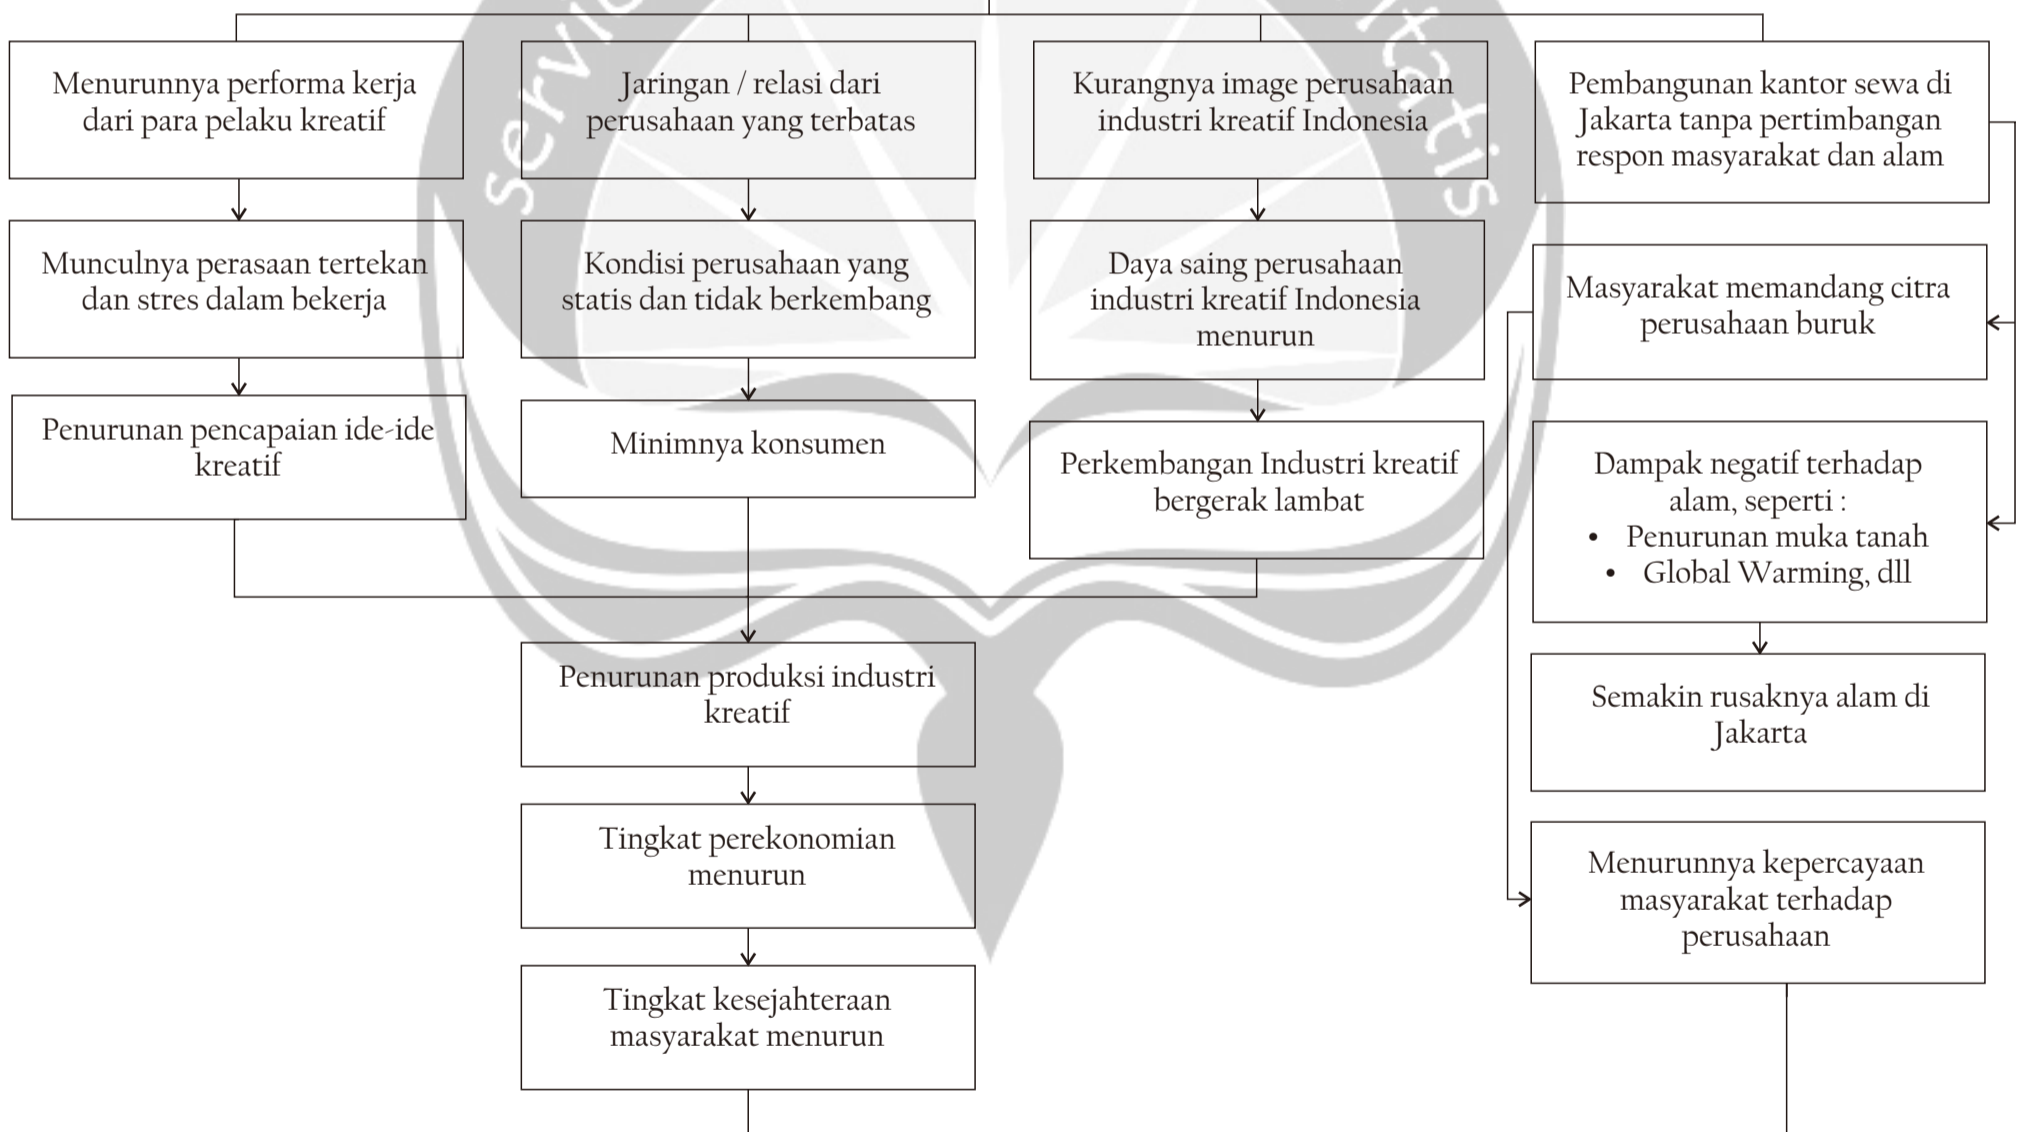 Menurunnya performa kerja
dari para pelaku kreatif
Jaringan / relasi dari
perusahaan yang terbatas
Kurangnya image perusahaan
industri kreatif Indonesia
Pembangunan kantor sewa di
Jakarta tanpa pertimbangan
respon masyarakat dan alam
Munculnya perasaan tertekan
dan stres dalam bekerja
Kondisi perusahaan yang
statis dan tidak berkembang
Daya saing perusahaan
industri kreatif Indonesia
menurun
Masyarakat memandang citra
perusahaan buruk
Penurunan pencapaian ide-ide
kreatif
Minimnya konsumen
Perkembangan Industri kreatif
bergerak lambat
Dampak negatif terhadap
alam, seperti :
• Penurunan muka tanah
• Global Warming, dll
Penurunan produksi industri
kreatif
Semakin rusaknya alam di
Jakarta
Tingkat perekonomian
menurun
Menurunnya kepercayaan
masyarakat terhadap
perusahaan
Tingkat kesejahteraan
masyarakat menurun